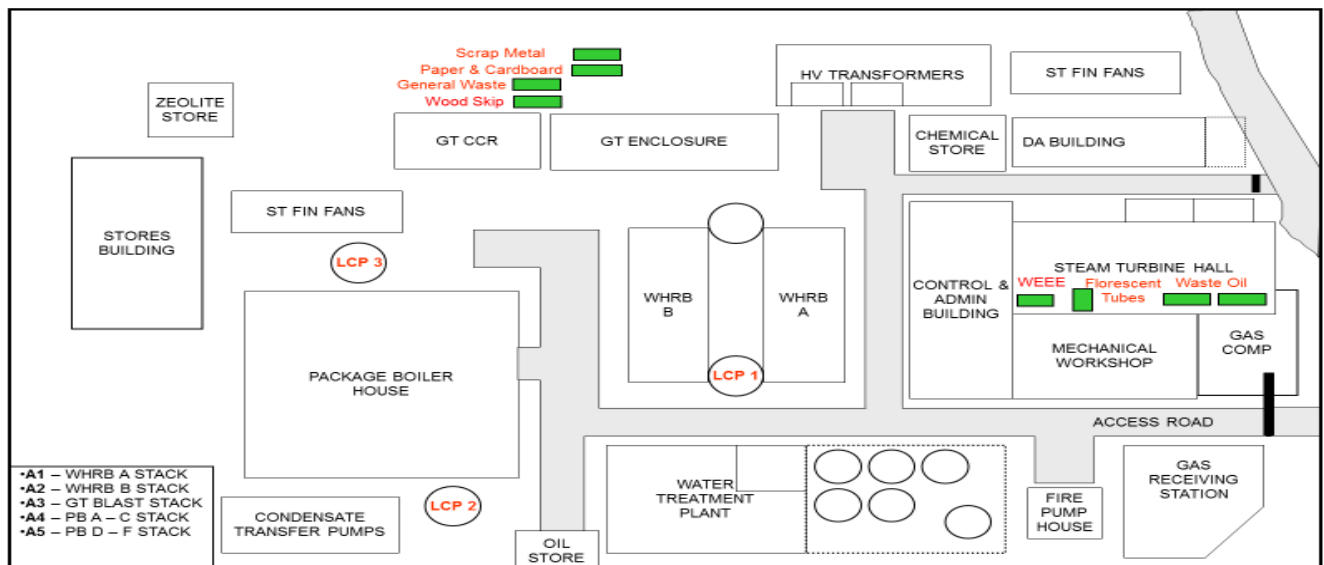 Scrap Metal
Paper & Cardboard
General Waste
Wood Skip
HV TRANSFORMERS
ST FIN FANS
ZEOLITE
STORE
GT CCR
GT ENCLOSURE
CHEMICAL
STORE
DA BUILDING
ST FIN FANS
STORES
BUILDING
LCP 3
WHRB
B
WHRB
A
CONTROL &
ADMIN
BUILDING
STEAM TURBINE HALL
WEEE
Florescent
Tubes
Waste Oil
MECHANICAL
WORKSHOP
GAS
COMP
PACKAGE BOILER
HOUSE
LCP 1
ACCESS ROAD
•A1 – WHRB A STACK
•A2 – WHRB B STACK
•A3 – GT BLAST STACK
•A4 – PB A – C STACK
•A5 – PB D – F STACK
CONDENSATE
TRANSFER PUMPS
LCP 2
OIL
STORE
WATER
TREATMENT
PLANT
FIRE
PUMP
HOUSE
GAS
RECEIVING
STATION